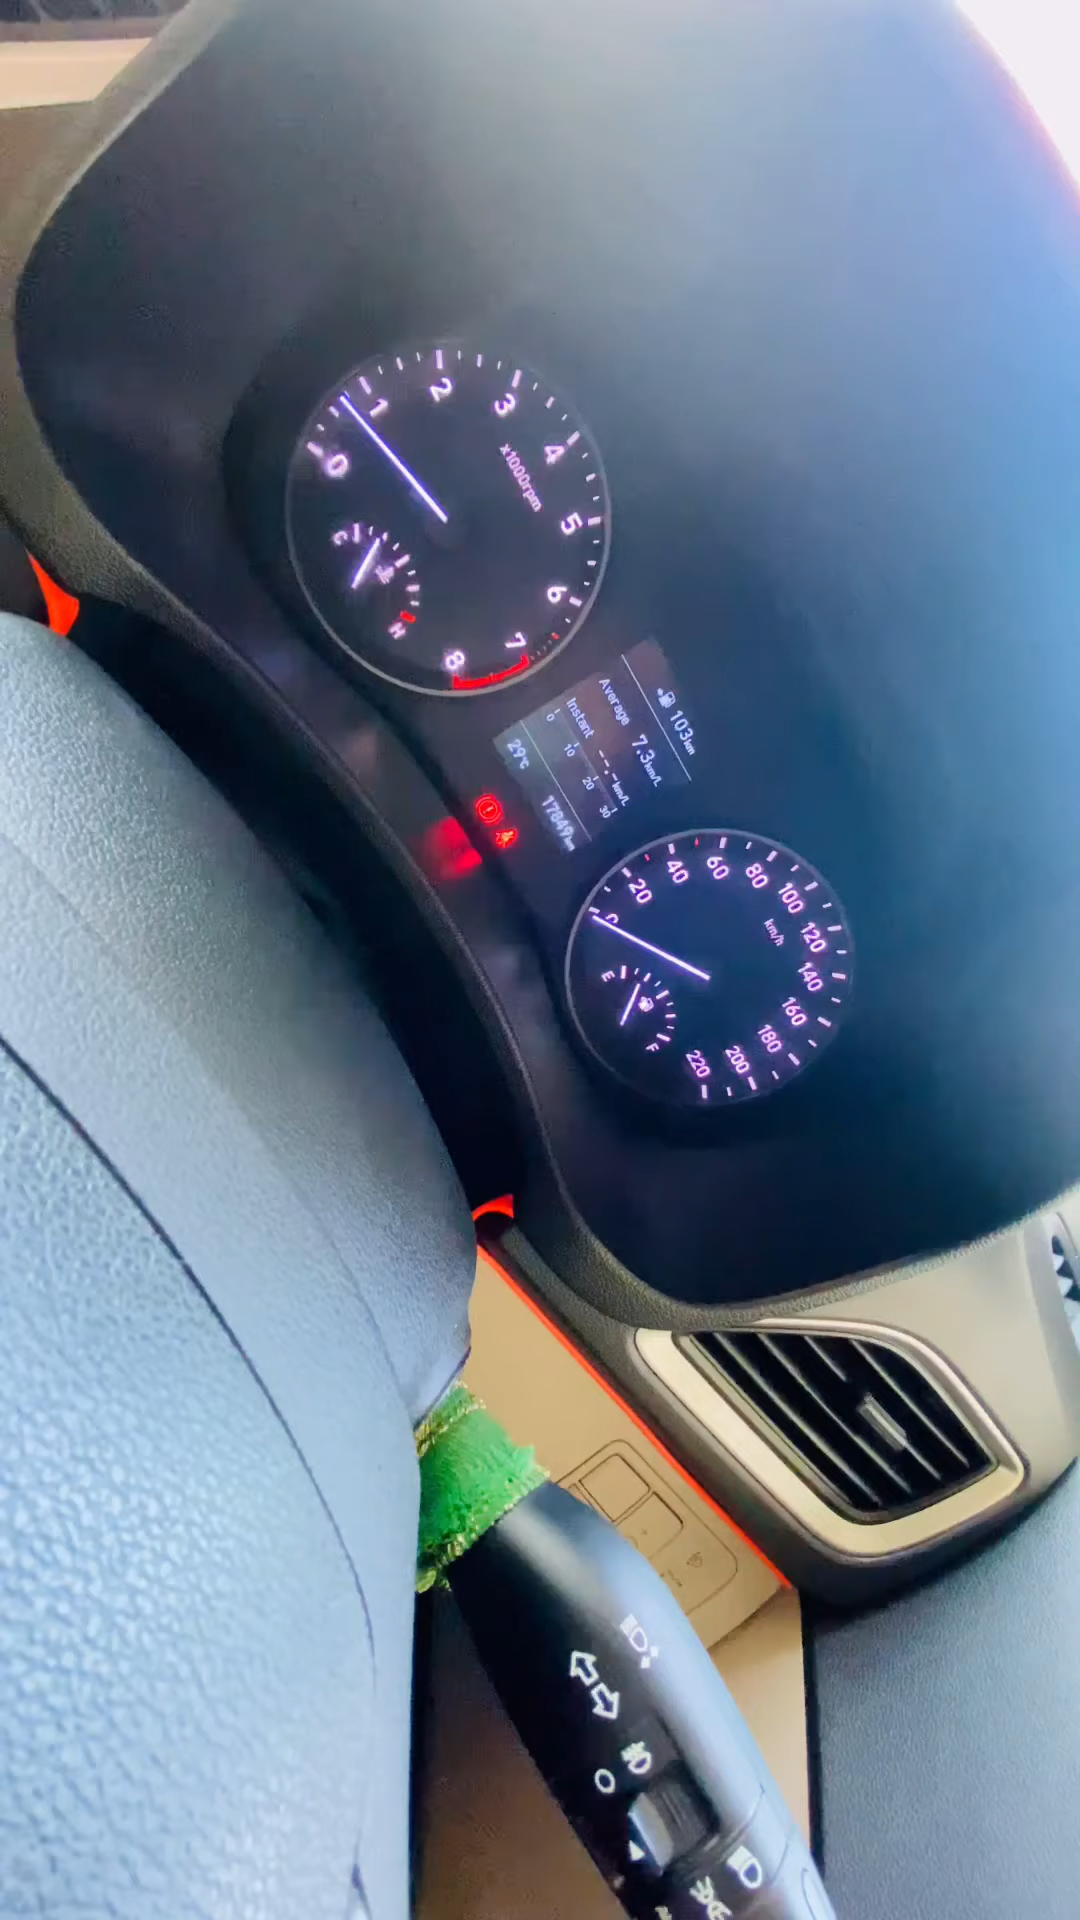 0
1
2
3
4
5
6
7
8
x1000rpm
C
H
103km
Average 7.3km/L
Instant --.-km/L
0 10 20 30
29°C 17849km
0
20
40
60
80
100
120
140
160
180
200
220
km/h
E
F